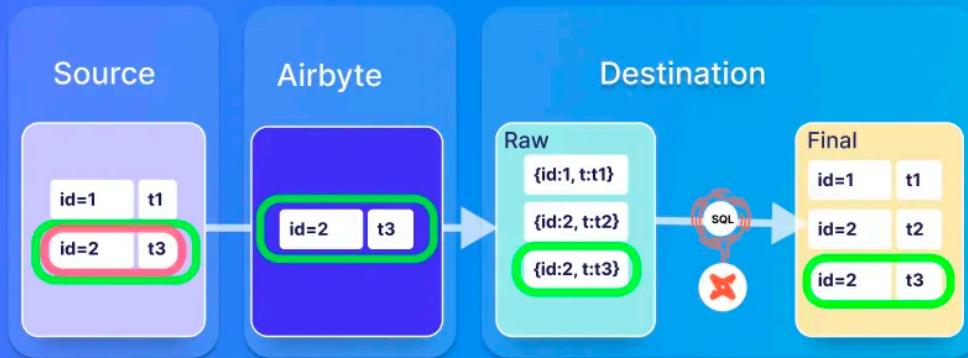 Source
id=1 t1
id=2 t3
Airbyte
id=2 t3
Destination
Raw
{id:1, t:t1}
{id:2, t:t2}
{id:2, t:t3}
SQL
Final
id=1 t1
id=2 t2
id=2 t3